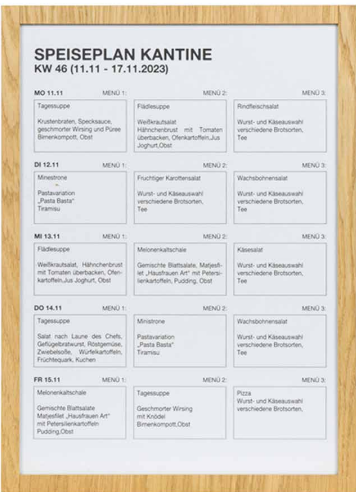 SPEISEPLAN KANTINE
KW 46 (11.11 - 17.11.2023)
MO 11.11 MENÜ 1: MENÜ 2: MENÜ 3:
Tagessuppe
Krustenbraten, Specksauce,
geschmorter Wirsing und Püree
Birnenkompott, Obst
Flädlesuppe
Weißkrautsalat
Hähnchenbrust mit Tomaten
überbacken, Ofenkartoffeln,Jus
Joghurt,Obst
Rindfleischsalat
Wurst- und Käseauswahl
verschiedene Brotsorten,
Tee
DI 12.11 MENÜ 1: MENÜ 2: MENÜ 3:
Minestrone
~
Pastavariation
„Pasta Basta“
Tiramisu
Fruchtiger Karottensalat
Wurst- und Käseauswahl
verschiedene Brotsorten,
Tee
Wachsbohnensalat
Wurst- und Käseauswahl
verschiedene Brotsorten,
Tee
MI 13.11 MENÜ 1: MENÜ 2: MENÜ 3:
Flädlesuppe
Weißkrautsalat, Hähnchenbrust
mit Tomaten überbacken, Ofen-
kartoffeln,Jus Joghurt, Obst
Melonenkaltschale
Gemischte Blattsalate, Matjesfi-
let „Hausfrauen Art“ mit Petersi-
lienkartoffeln, Pudding, Obst
Käsesalat
Wurst- und Käseauswahl
verschiedene Brotsorten,
Tee
DO 14.11 MENÜ 1: MENÜ 2: MENÜ 3:
Tagessuppe
Salat nach Laune des Chefs,
Geflügelbratwurst, Röstgemüse,
Zwiebelsoße, Würfelkartoffeln,
Früchtequark, Kuchen
Ministrone
Pastavariation
„Pasta Basta“
Tiramisu
Wachsbohnensalat
Wurst- und Käseauswahl
verschiedene Brotsorten,
Tee
FR 15.11 MENÜ 1: MENÜ 2: MENÜ 3:
Melonenkaltschale
Gemischte Blattsalate
Matjesfilet „Hausfrauen Art“
mit Petersilienkartoffeln
Pudding,Obst
Tagessuppe
Geschmorter Wirsing
mit Knödel
Birnenkompott,Obst
Pizza
Wurst- und Käseauswahl
verschiedene Brotsorten,